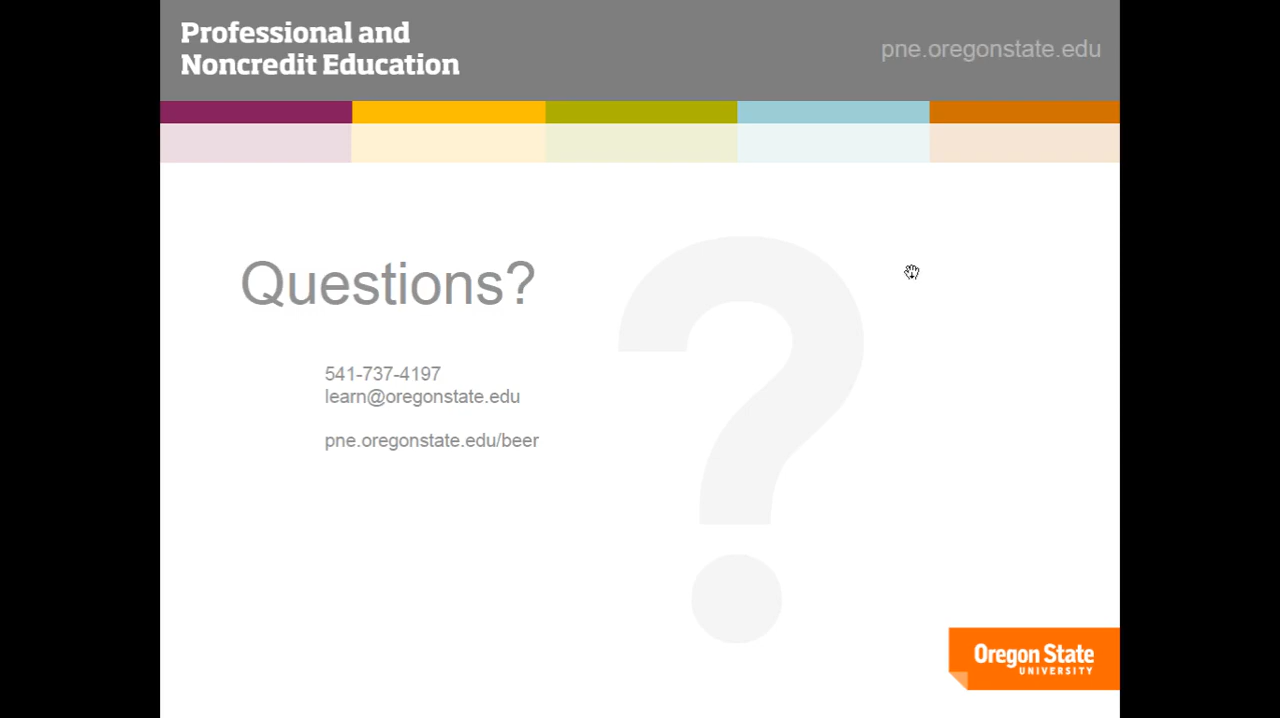 Professional and
Noncredit Education
pne.oregonstate.edu
Questions?
541-737-4197
learn@oregonstate.edu
pne.oregonstate.edu/beer
?
Oregon State
UNIVERSITY